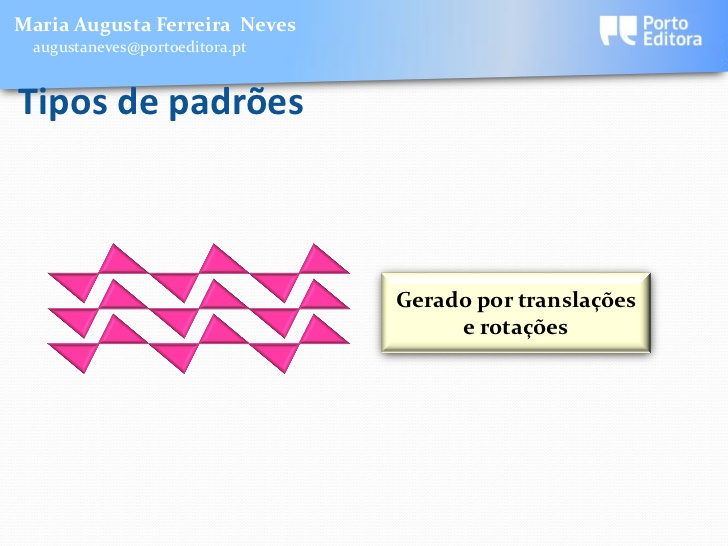 Maria Augusta Ferreira Neves
augustaneves@portoeditora.pt
Porto
Editora
Tipos de padrões
Gerado por translações
e rotações